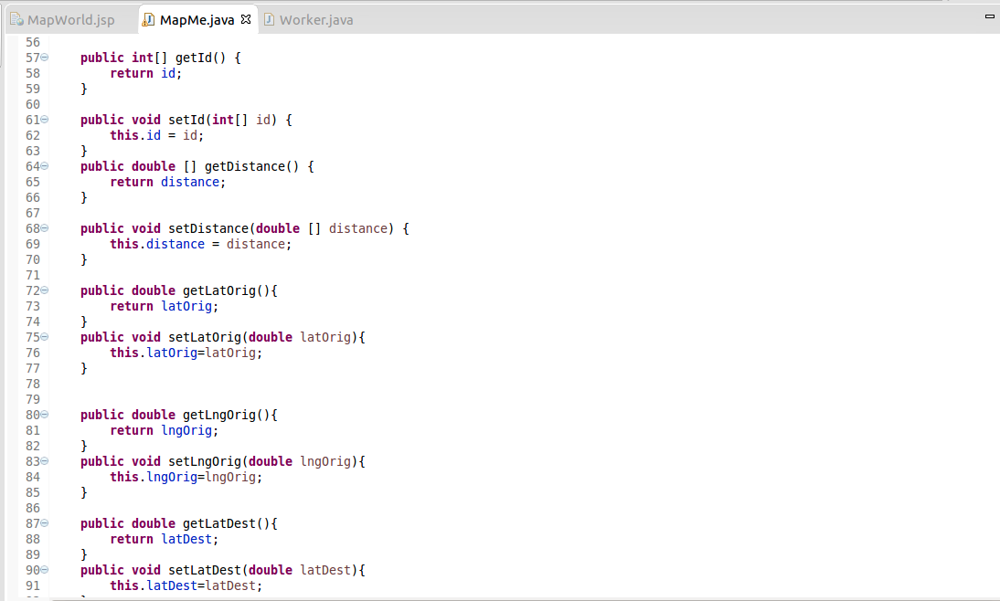 MapWorld.jsp MapMe.java Worker.java
56
57 public int[] getId() {
58 return id;
59 }
60
61 public void setId(int[] id) {
62 this.id = id;
63 }
64 public double [] getDistance() {
65 return distance;
66 }
67
68 public void setDistance(double [] distance) {
69 this.distance = distance;
70 }
71
72 public double getLatOrig(){
73 return latOrig;
74 }
75 public void setLatOrig(double latOrig){
76 this.latOrig=latOrig;
77 }
78
79
80 public double getLngOrig(){
81 return lngOrig;
82 }
83 public void setLngOrig(double lngOrig){
84 this.lngOrig=lngOrig;
85 }
86
87 public double getLatDest(){
88 return latDest;
89 }
90 public void setLatDest(double latDest){
91 this.latDest=latDest;